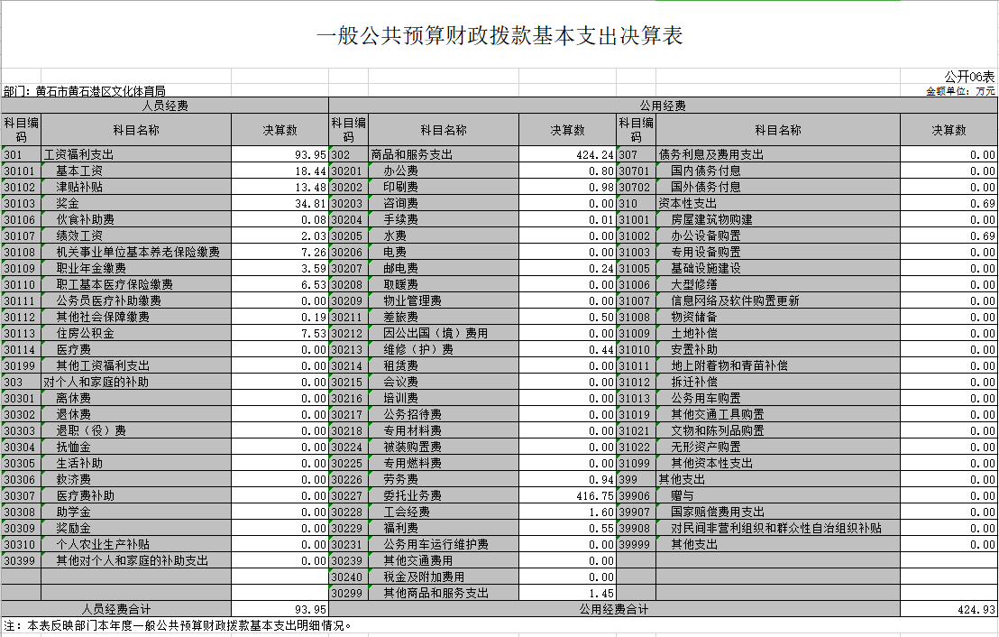 一般公共预算财政拨款基本支出决算表
公开06表
部门：黄石市黄石港区文化体育局 金额单位：万元
人员经费 公用经费
科目编码 科目名称 决算数 科目编码 科目名称 决算数 科目编码 科目名称 决算数
301 工资福利支出 93.95 302 商品和服务支出 424.24 307 债务利息及费用支出 0.00
30101 基本工资 18.44 30201 办公费 0.80 30701 国内债务付息 0.00
30102 津贴补贴 13.48 30202 印刷费 0.98 30702 国外债务付息 0.00
30103 奖金 34.81 30203 咨询费 0.00 310 资本性支出 0.69
30106 伙食补助费 0.08 30204 手续费 0.01 31001 房屋建筑物购建 0.00
30107 绩效工资 2.03 30205 水费 0.00 31002 办公设备购置 0.69
30108 机关事业单位基本养老保险缴费 7.26 30206 电费 0.00 31003 专用设备购置 0.00
30109 职业年金缴费 3.59 30207 邮电费 0.24 31005 基础设施建设 0.00
30110 职工基本医疗保险缴费 6.53 30208 取暖费 0.00 31006 大型修缮 0.00
30111 公务员医疗补助缴费 0.00 30209 物业管理费 0.00 31007 信息网络及软件购置更新 0.00
30112 其他社会保障缴费 0.19 30211 差旅费 0.50 31008 物资储备 0.00
30113 住房公积金 7.53 30212 因公出国（境）费用 0.00 31009 土地补偿 0.00
30114 医疗费 0.00 30213 维修（护）费 0.44 31010 安置补助 0.00
30199 其他工资福利支出 0.00 30214 租赁费 0.00 31011 地上附着物和青苗补偿 0.00
303 对个人和家庭的补助 0.00 30215 会议费 0.00 31012 拆迁补偿 0.00
30301 离休费 0.00 30216 培训费 0.00 31013 公务用车购置 0.00
30302 退休费 0.00 30217 公务招待费 0.00 31019 其他交通工具购置 0.00
30303 退职（役）费 0.00 30218 专用材料费 0.00 31021 文物和陈列品购置 0.00
30304 抚恤金 0.00 30224 被装购置费 0.00 31022 无形资产购置 0.00
30305 生活补助 0.00 30225 专用燃料费 0.00 31099 其他资本性支出 0.00
30306 救济费 0.00 30226 劳务费 0.94 399 其他支出 0.00
30307 医疗费补助 0.00 30227 委托业务费 416.75 39906 赠与 0.00
30308 助学金 0.00 30228 工会经费 1.60 39907 国家赔偿费用支出 0.00
30309 奖励金 0.00 30229 福利费 0.55 39908 对民间非营利组织和群众性自治组织补贴 0.00
30310 个人农业生产补贴 0.00 30231 公务用车运行维护费 0.00 39999 其他支出 0.00
30399 其他对个人和家庭的补助支出 0.00 30239 其他交通费用 0.00
30240 税金及附加费用 0.00
30299 其他商品和服务支出 1.45
人员经费合计 93.95 公用经费合计 424.93
注：本表反映部门本年度一般公共预算财政拨款基本支出明细情况。